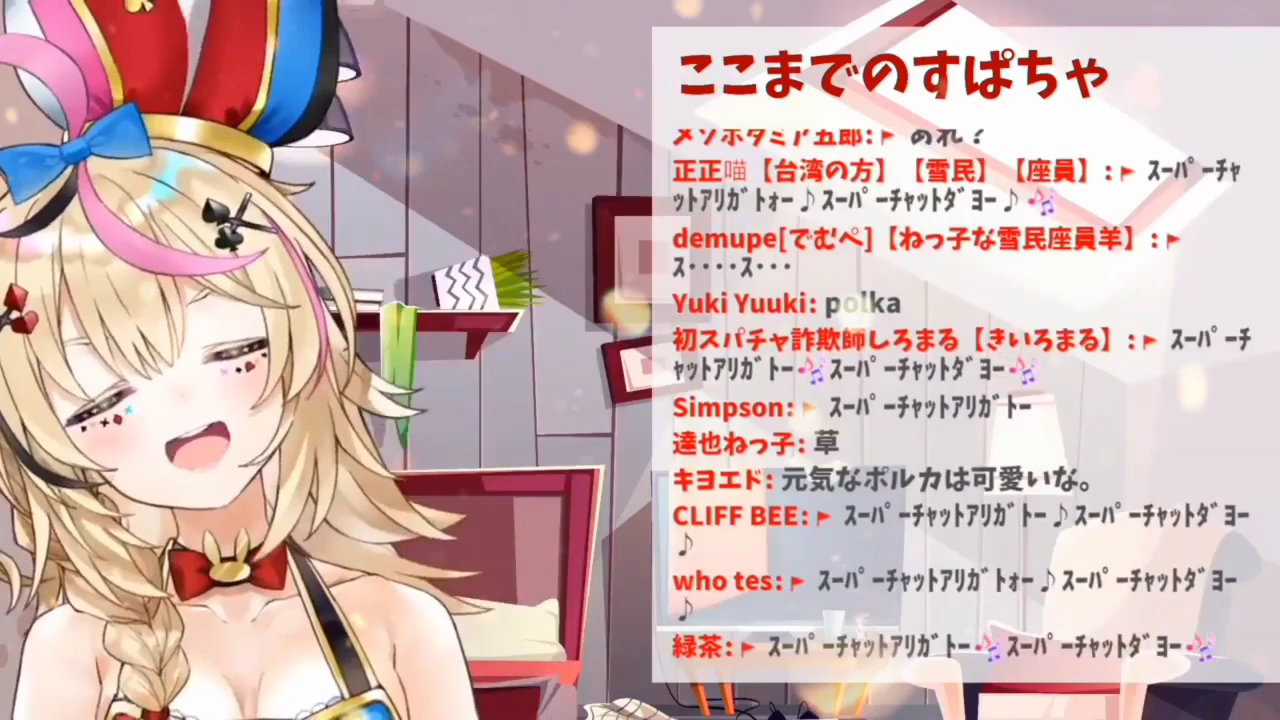 ここまでのすぱちゃ
メソポタミア五郎: あれ？
正正喵【台湾の方】【雪民】【座員】: ｽｰﾊﾟｰﾁｬ
ｯﾄｱﾘｶﾞﾄｫｰ♪ｽｰﾊﾟｰﾁｬｯﾄﾀﾞﾖｰ♪🎶
demupe[でむぺ]【ねっ子な雪民座員羊】:
ｽ････ｽ･･･
Yuki Yuuki: polka
初スパチャ詐欺師しろまる【きいろまる】: ｽｰﾊﾟｰﾁ
ｬｯﾄｱﾘｶﾞﾄｰ🎶ｽｰﾊﾟｰﾁｬｯﾄﾀﾞﾖｰ🎶
Simpson: ｽｰﾊﾟｰﾁｬｯﾄｱﾘｶﾞﾄｰ
達也ねっ子: 草
キヨエド: 元気なポルカは可愛いな。
CLIFF BEE: ｽｰﾊﾟｰﾁｬｯﾄｱﾘｶﾞﾄｰ♪ｽｰﾊﾟｰﾁｬｯﾄﾀﾞﾖｰ
♪
who tes: ｽｰﾊﾟｰﾁｬｯﾄｱﾘｶﾞﾄｫｰ♪ｽｰﾊﾟｰﾁｬｯﾄﾀﾞﾖｰ
♪
緑茶: ｽｰﾊﾟｰﾁｬｯﾄｱﾘｶﾞﾄｰ🎶ｽｰﾊﾟｰﾁｬｯﾄﾀﾞﾖｰ🎶